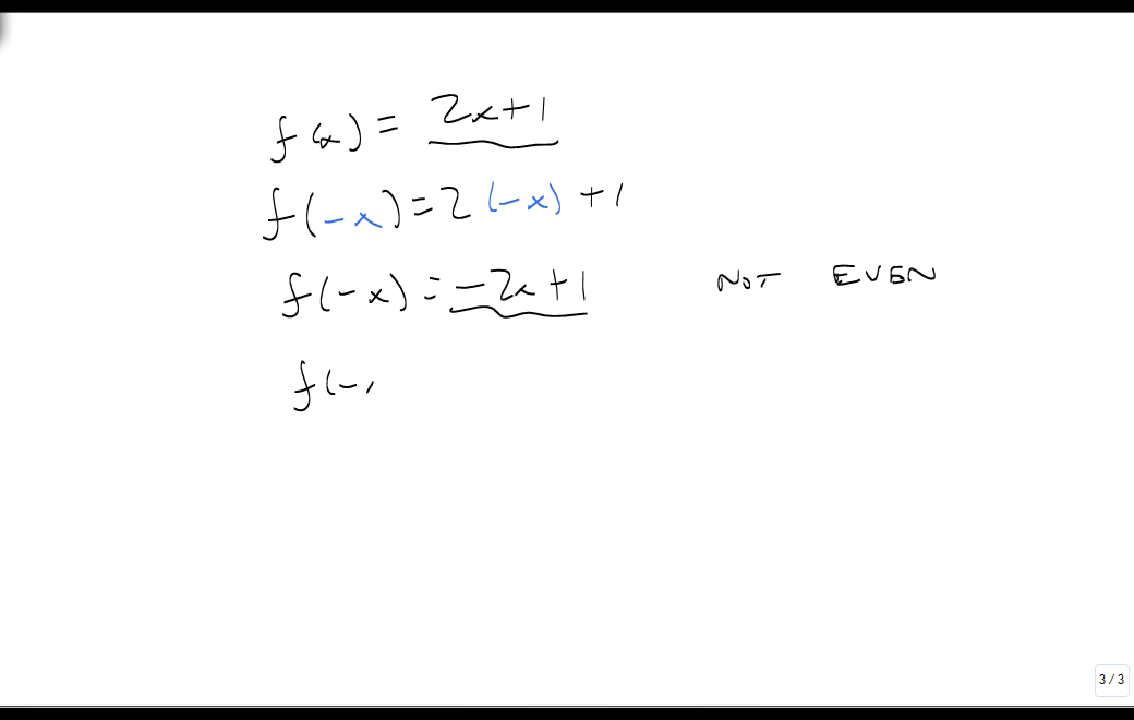 f(x) = 2x+1
f(-x) = 2(-x) +1
f(-x) = -2x+1 NOT EVEN
f(-
3 / 3